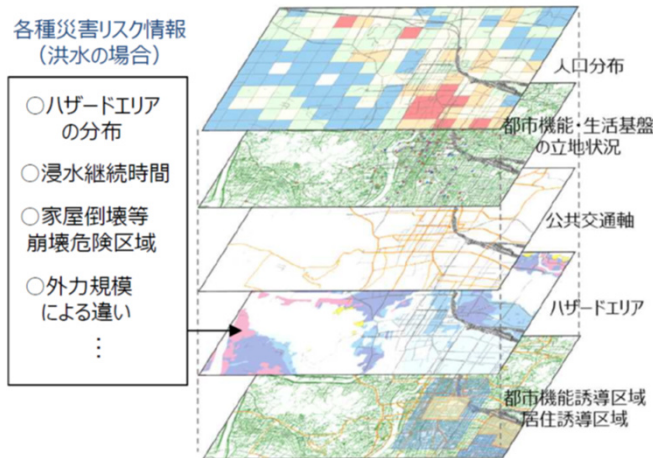 各種災害リスク情報
（洪水の場合）
○ハザードエリア
の分布
○浸水継続時間
○家屋倒壊等
崩壊危険区域
○外力規模
による違い
⋮
人口分布
都市機能・生活基盤
の立地状況
公共交通軸
ハザードエリア
都市機能誘導区域
居住誘導区域